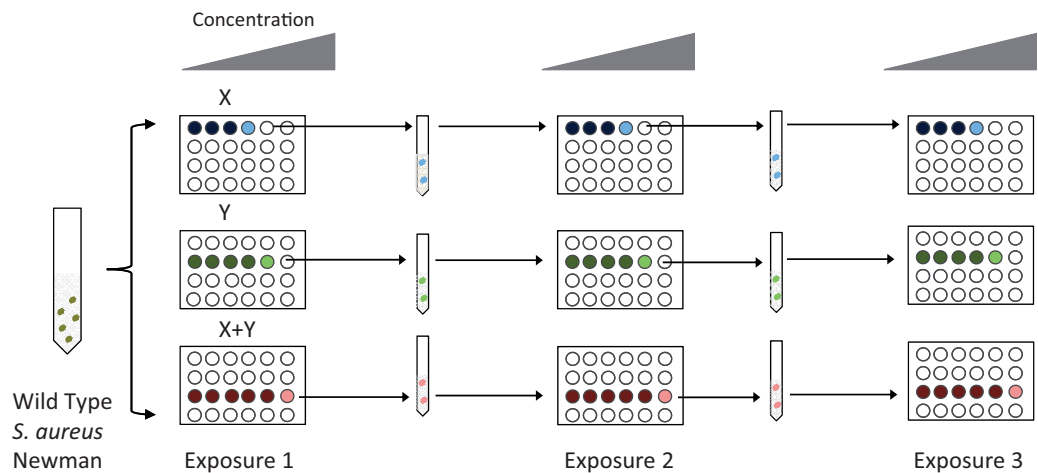 Concentration
X
Y
X+Y
Wild Type
S. aureus
Newman
Exposure 1
Exposure 2
Exposure 3